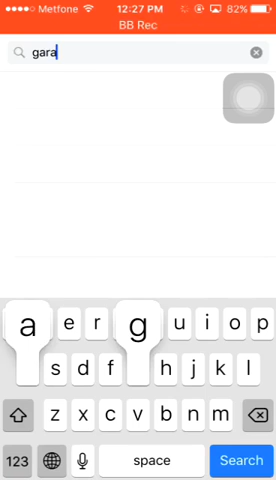 Metfone 12:27 PM 82%
BB Rec
gara
a e r g u i o p
s d f h j k l
z x c v b n m
123 space Search